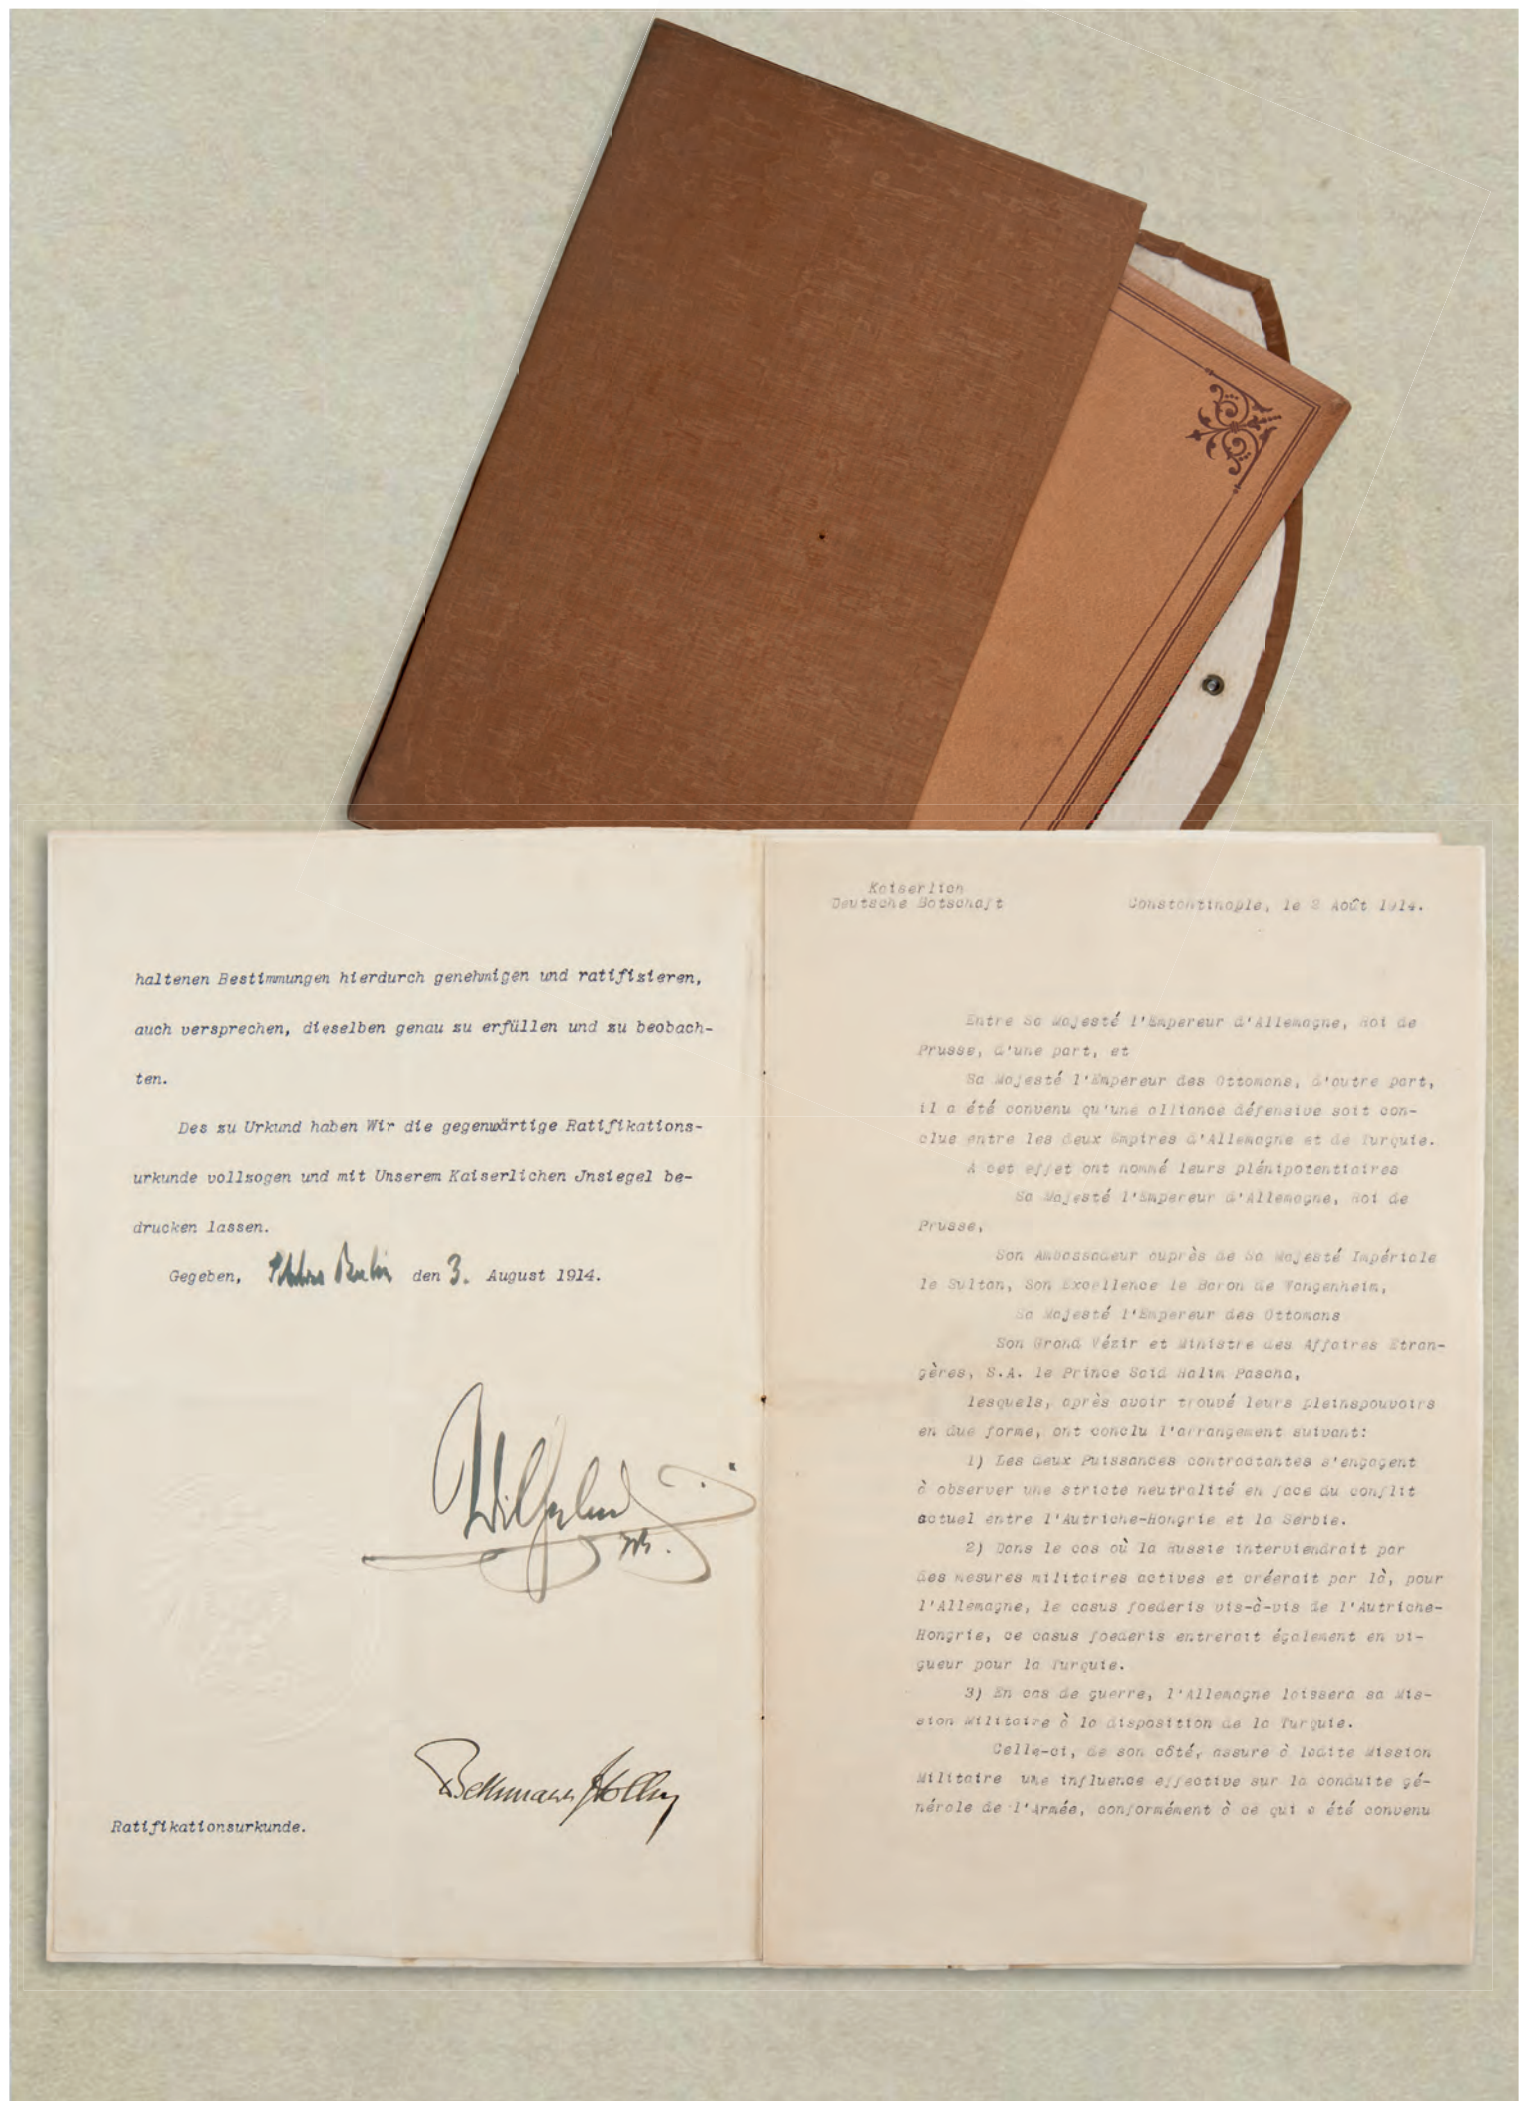 haltenen Bestimmungen hierdurch genehmigen und ratifizieren,
auch versprechen, dieselben genau zu erfüllen und zu beobach-
ten.
Des zu Urkund haben Wir die gegenwärtige Ratifikations-
urkunde vollzogen und mit Unserem Kaiserlichen Jnsiegel be-
drucken lassen.
Gegeben, Schloss Berlin den 3. August 1914.
Wilhelm
Bethmann Hollweg
Ratifikationsurkunde.
Kaiserlich
Deutsche Botschaft
Constantinople, le 2 Août 1914.
Entre Sa Majesté l'Empereur d'Allemagne, Roi de
Prusse, d'une part, et
Sa Majesté l'Empereur des Ottomans, d'autre part,
il a été convenu qu'une alliance défensive soit con-
clue entre les deux Empires d'Allemagne et de Turquie.
A cet effet ont nommé leurs plénipotentiaires
Sa Majesté l'Empereur d'Allemagne, Roi de
Prusse,
Son Ambassadeur auprès de Sa Majesté Impériale
le Sultan, Son Excellence le Baron de Wangenheim,
Sa Majesté l'Empereur des Ottomans
Son Grand Vézir et Ministre des Affaires Etran-
gères, S.A. le Prince Said Halim Pascha,
lesquels, après avoir trouvé leurs pleinspouvoirs
en due forme, ont conclu l'arrangement suivant:
1) Les deux Puissances contractantes s'engagent
à observer une stricte neutralité en face du conflit
actuel entre l'Autriche-Hongrie et la Serbie.
2) Dans le cas où la Russie interviendrait par
des mesures militaires actives et créerait par là, pour
l'Allemagne, le casus foederis vis-à-vis de l'Autriche-
Hongrie, ce casus foederis entrerait également en vi-
gueur pour la Turquie.
3) En cas de guerre, l'Allemagne laissera sa Mis-
sion Militaire à la disposition de la Turquie.
Celle-ci, de son côté, assure à ladite Mission
Militaire une influence effective sur la conduite gé-
nérale de l'Armée, conformément à ce qui a été convenu